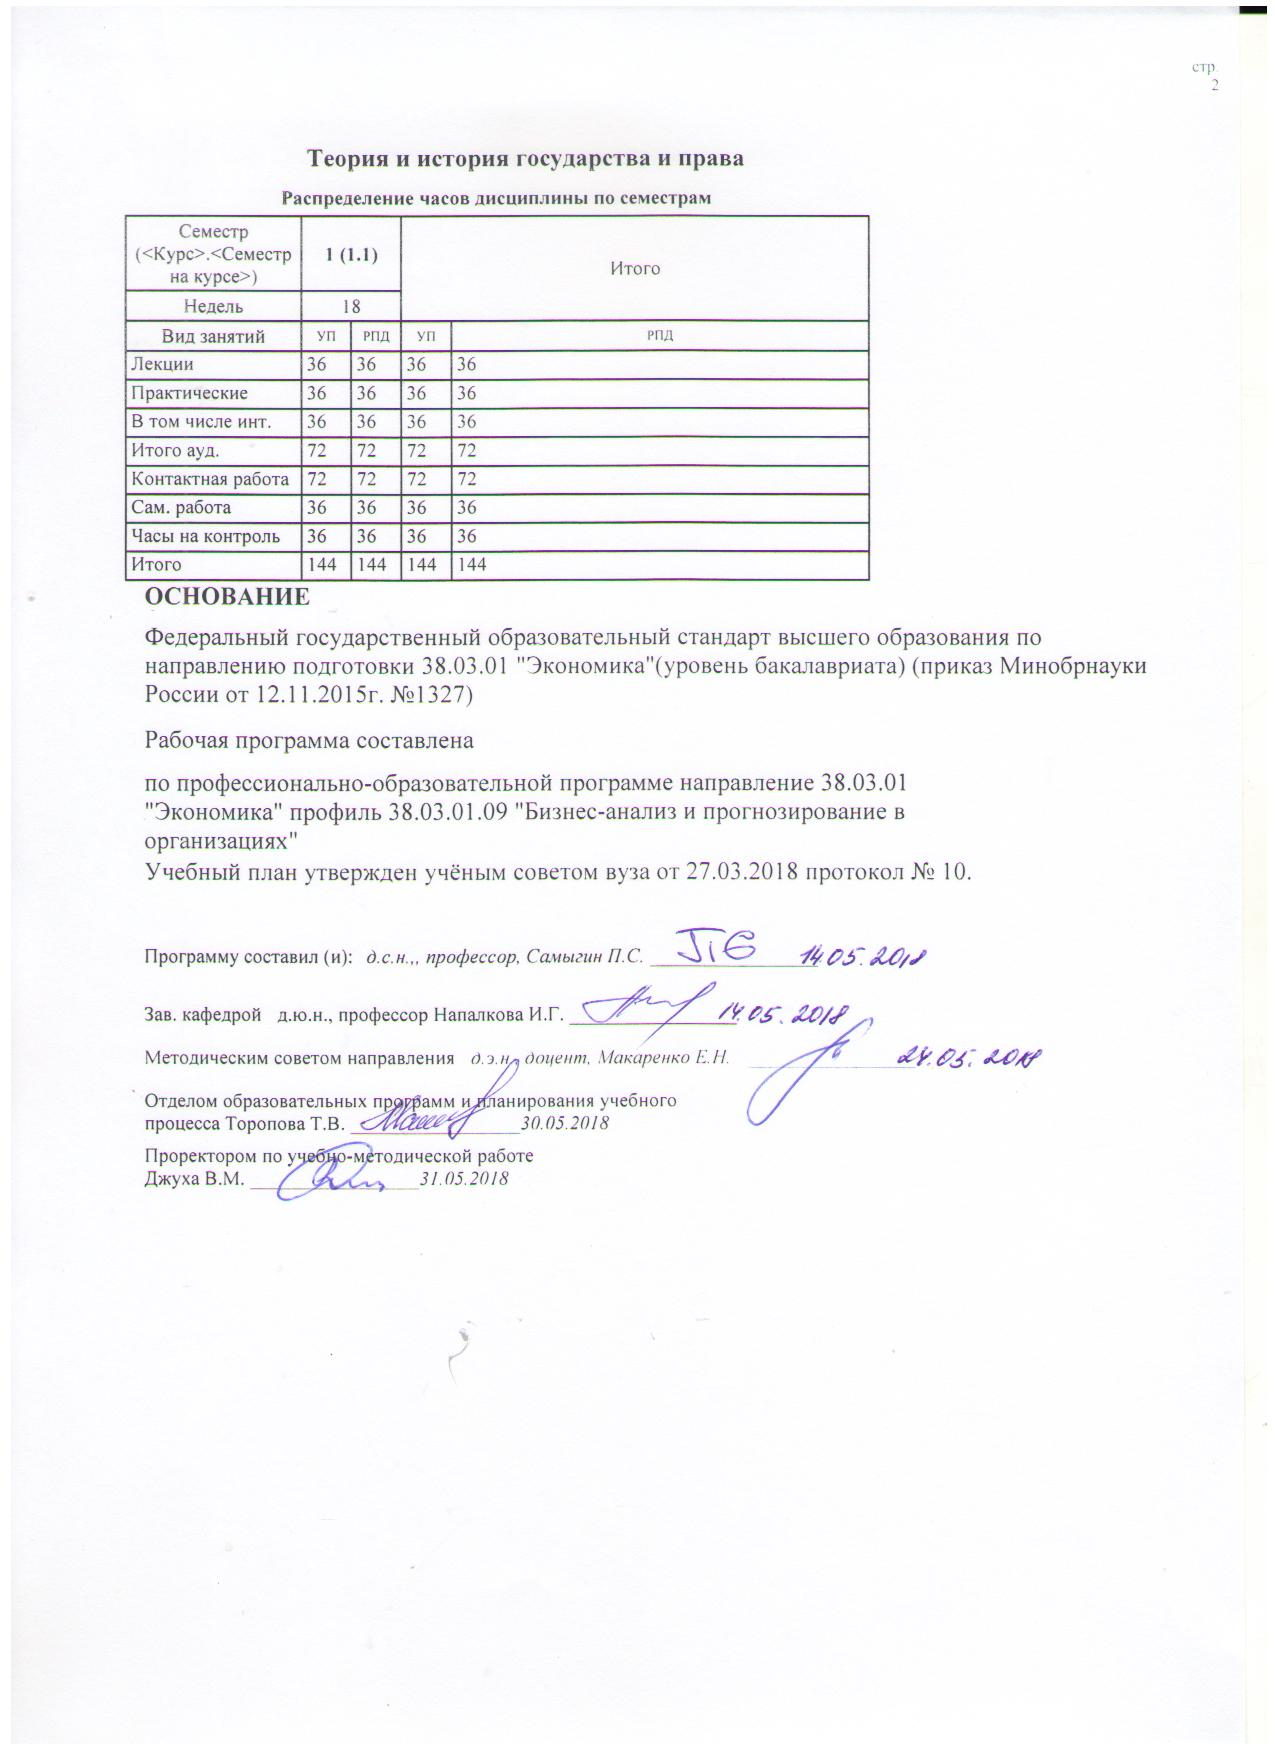 стр.
2
Теория и история государства и права
Распределение часов дисциплины по семестрам
Семестр
(<Курс>.<Семестр
на курсе>)
1 (1.1)
Итого
Недель 18
Вид занятий УП РПД УП РПД
Лекции 36 36 36 36
Практические 36 36 36 36
В том числе инт. 36 36 36 36
Итого ауд. 72 72 72 72
Контактная работа 72 72 72 72
Сам. работа 36 36 36 36
Часы на контроль 36 36 36 36
Итого 144 144 144 144
ОСНОВАНИЕ
Федеральный государственный образовательный стандарт высшего образования по
направлению подготовки 38.03.01 "Экономика"(уровень бакалавриата) (приказ Минобрнауки
России от 12.11.2015г. №1327)
Рабочая программа составлена
по профессионально-образовательной программе направление 38.03.01
"Экономика" профиль 38.03.01.09 "Бизнес-анализ и прогнозирование в
организациях"
Учебный план утвержден учёным советом вуза от 27.03.2018 протокол № 10.
Программу составил (и): д.с.н.,, профессор, Самыгин П.С. 14.05.2018
Зав. кафедрой д.ю.н., профессор Напалкова И.Г. 14.05.2018
Методическим советом направления д.э.н., доцент, Макаренко Е.Н. 24.05.2018
Отделом образовательных программ и планирования учебного
процесса Торопова Т.В. 30.05.2018
Проректором по учебно-методической работе
Джуха В.М. 31.05.2018